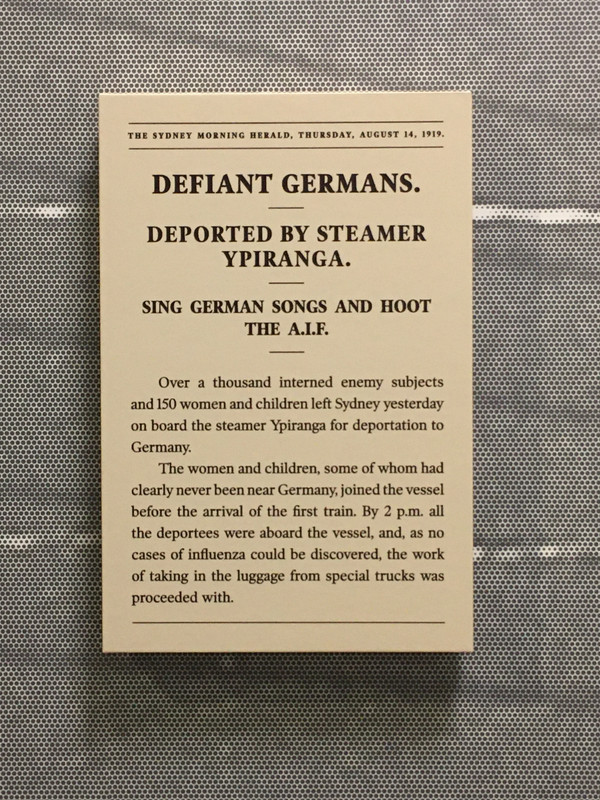 THE SYDNEY MORNING HERALD, THURSDAY, AUGUST 14, 1919.
DEFIANT GERMANS.
DEPORTED BY STEAMER
YPIRANGA.
SING GERMAN SONGS AND HOOT
THE A.I.F.
Over a thousand interned enemy subjects
and 150 women and children left Sydney yesterday
on board the steamer Ypiranga for deportation to
Germany.
The women and children, some of whom had
clearly never been near Germany, joined the vessel
before the arrival of the first train. By 2 p.m. all
the deportees were aboard the vessel, and, as no
cases of influenza could be discovered, the work
of taking in the luggage from special trucks was
proceeded with.